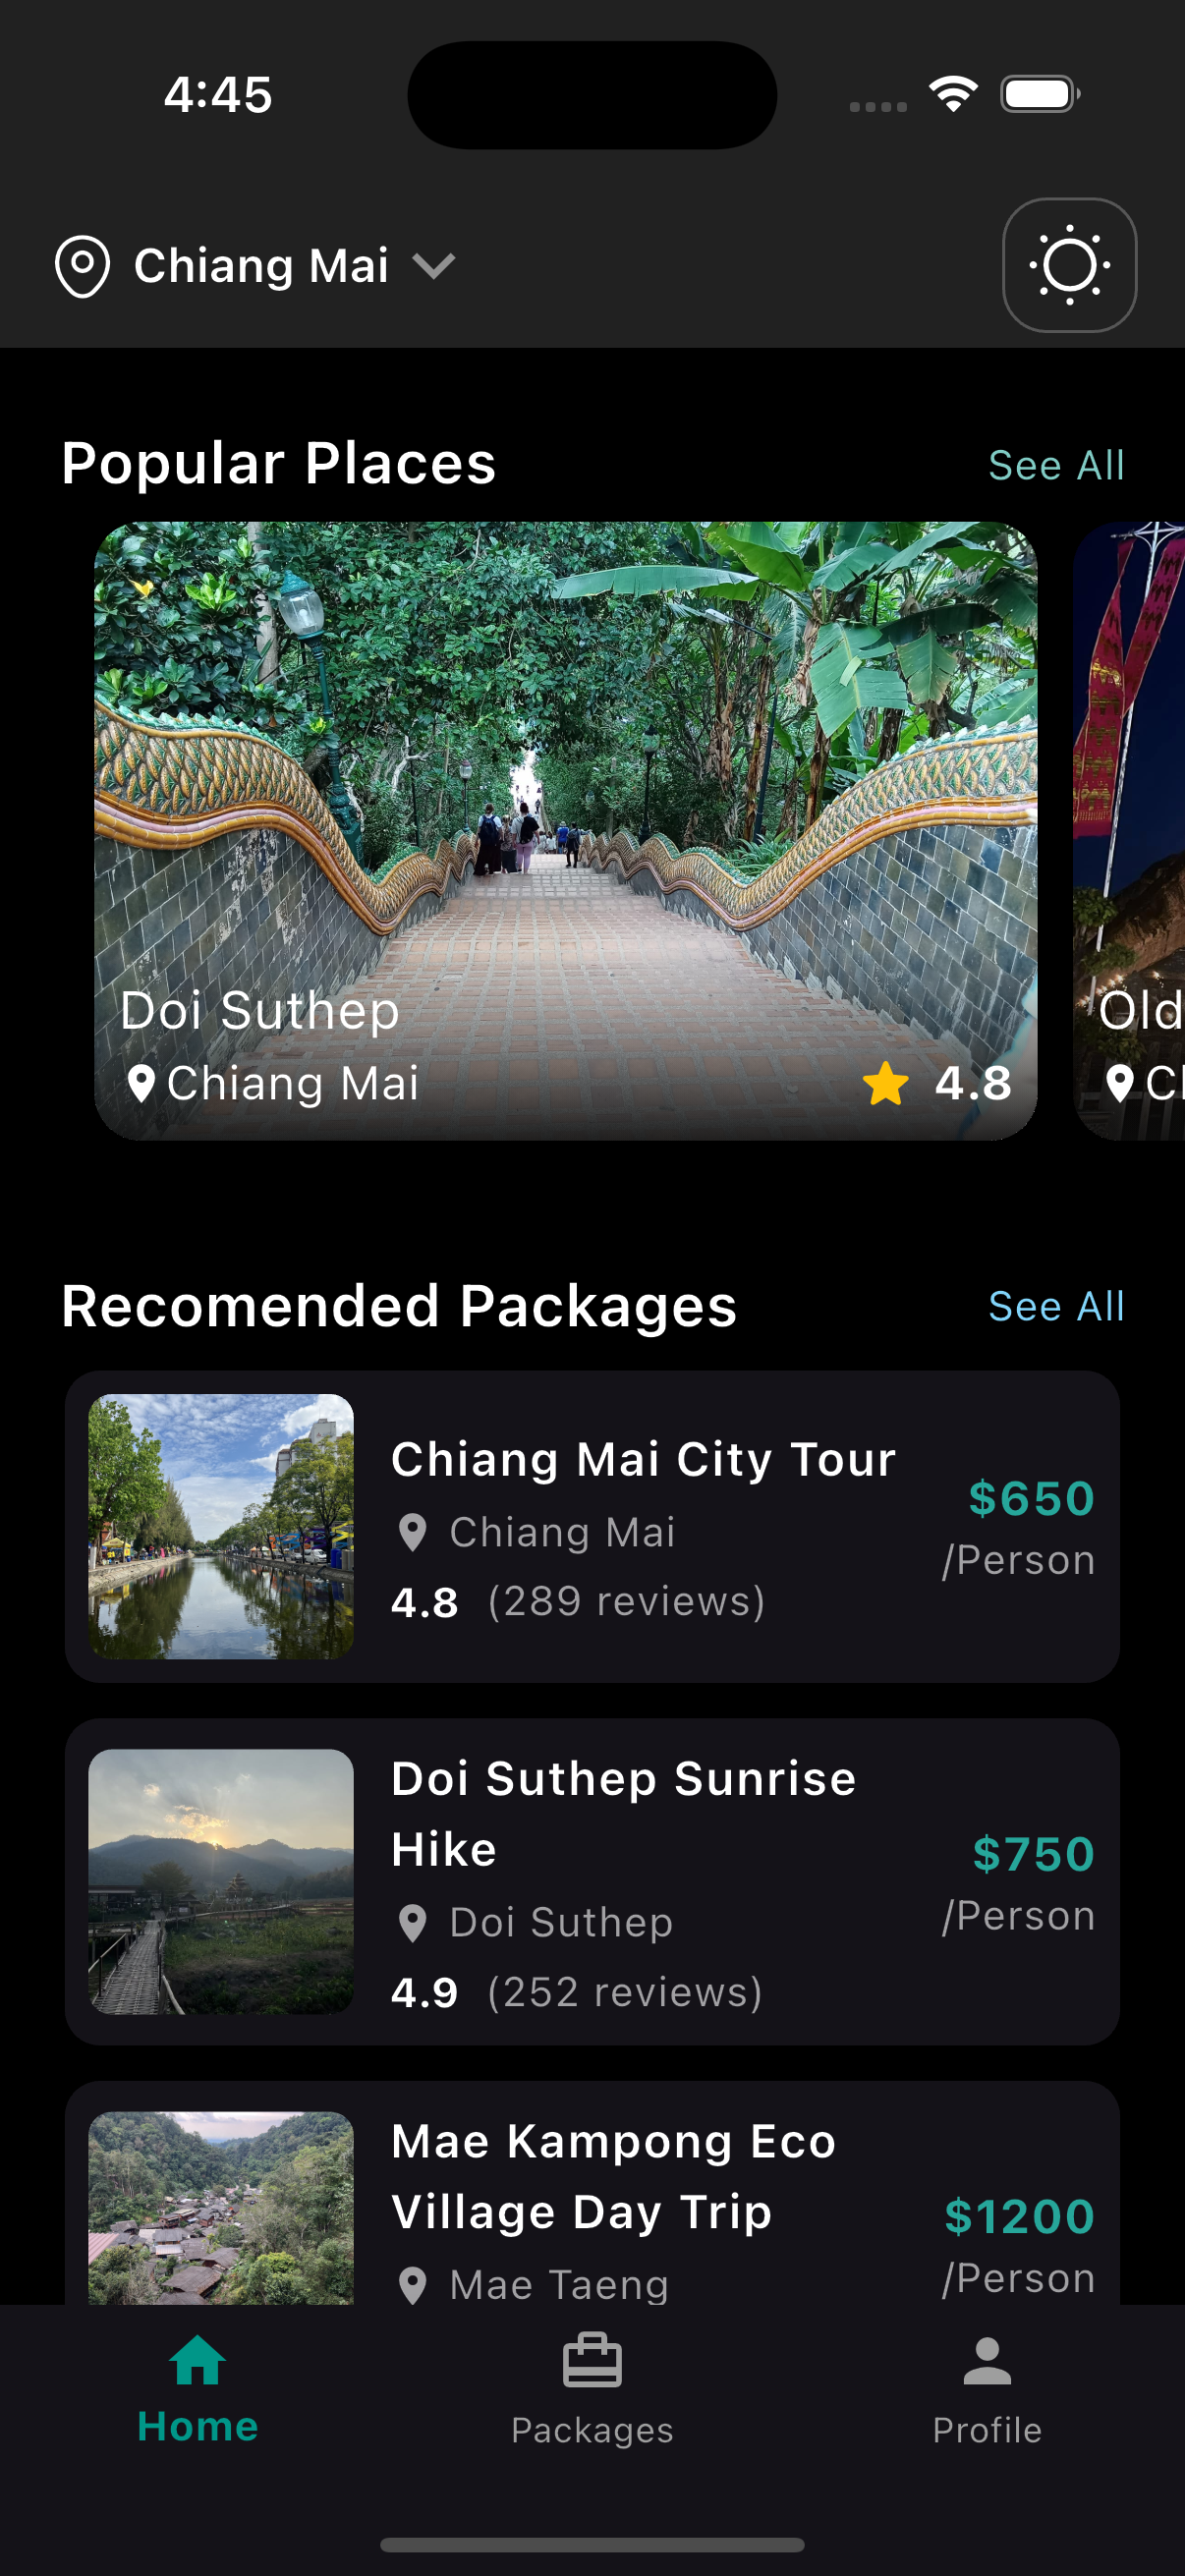 4:45
Chiang Mai
Popular Places
See All
Doi Suthep
Chiang Mai
4.8
Old
Recomended Packages
See All
Chiang Mai City Tour
Chiang Mai
4.8 (289 reviews)
$650
/Person
Doi Suthep Sunrise
Hike
Doi Suthep
4.9 (252 reviews)
$750
/Person
Mae Kampong Eco
Village Day Trip
Mae Taeng
$1200
/Person
Home
Packages
Profile